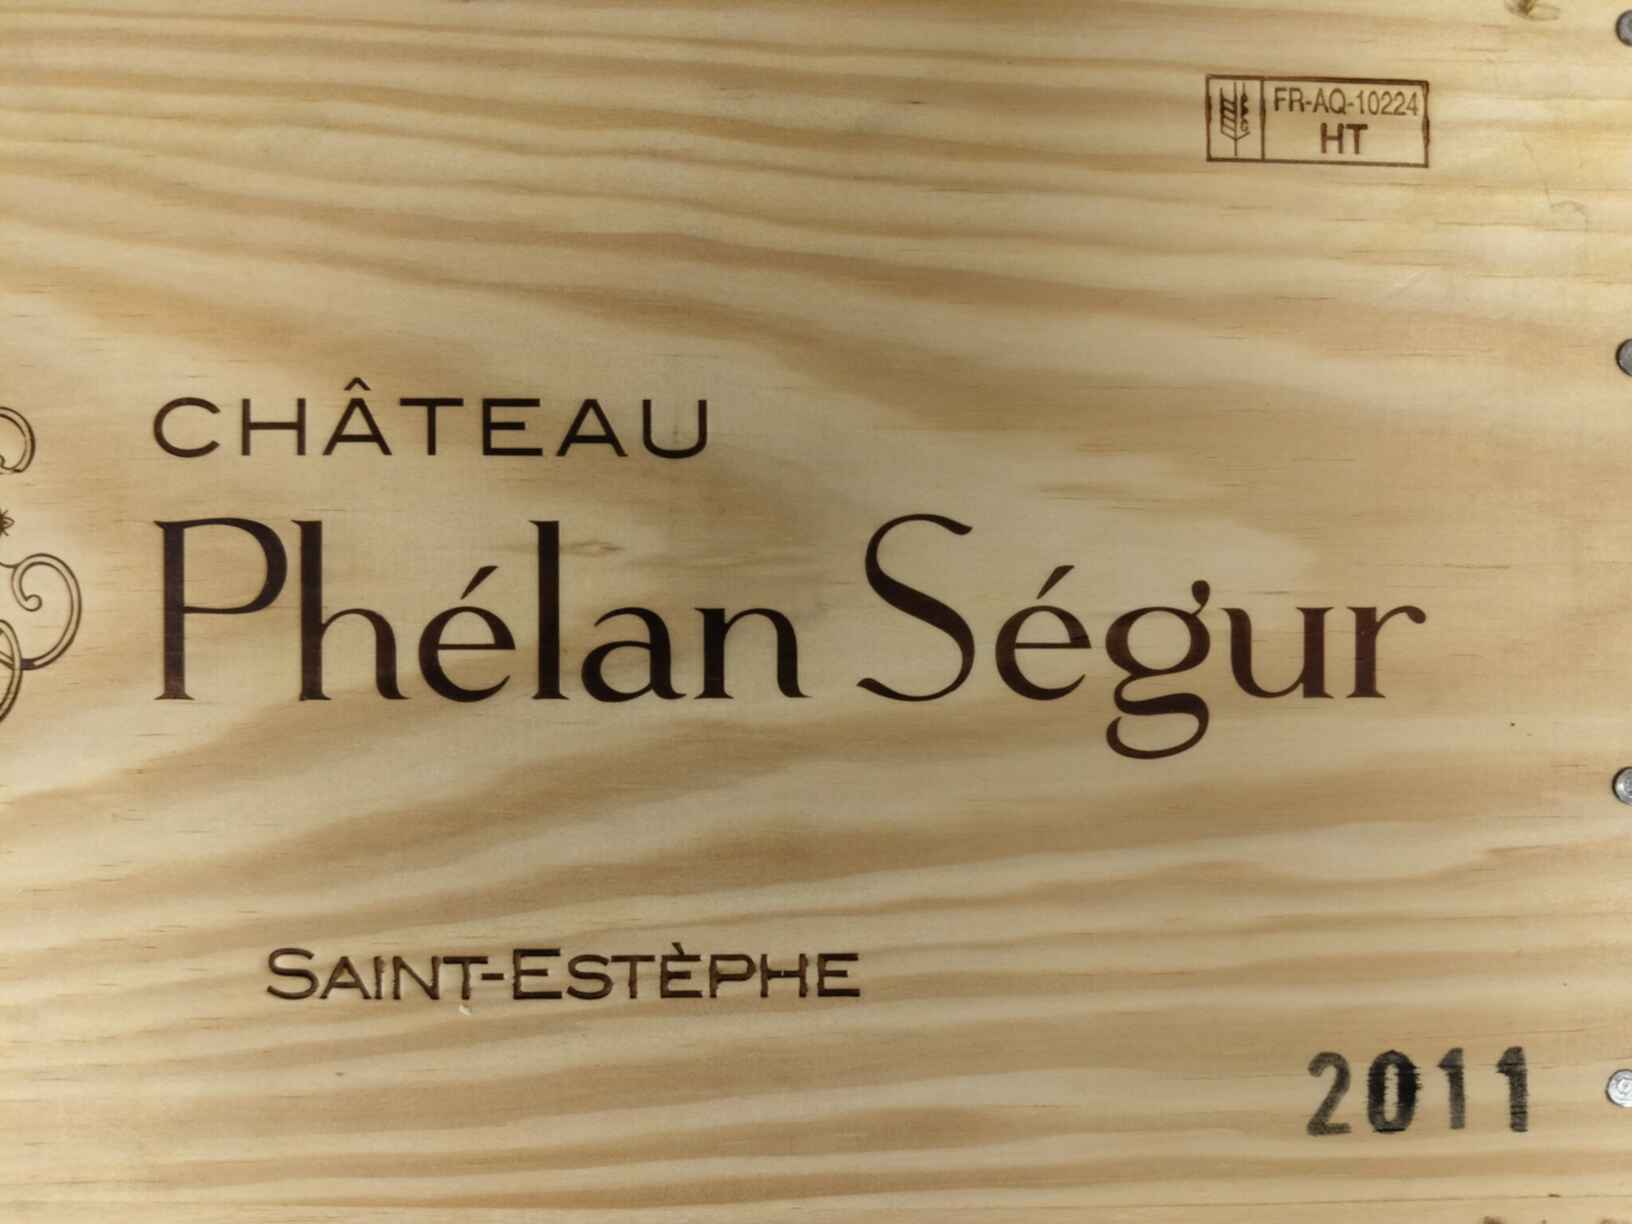 FR-AQ-10224
HT
CHÂTEAU
Phélan Ségur
SAINT-ESTÈPHE
2011